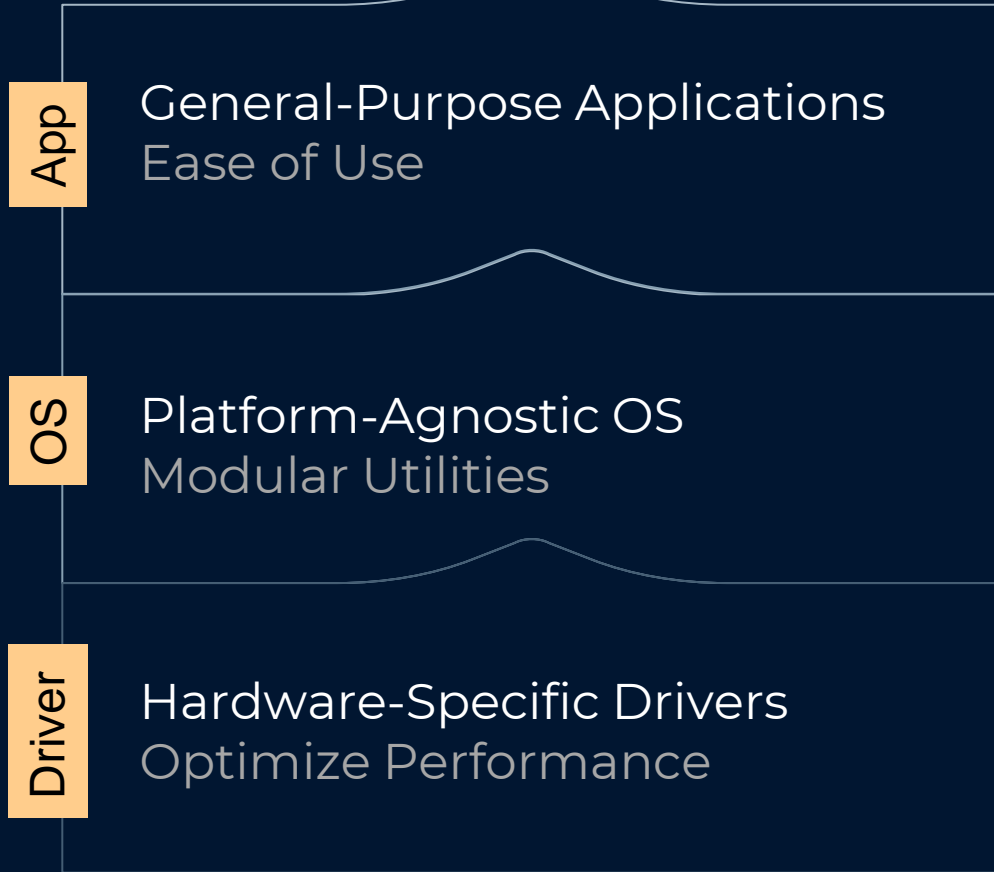 App
General-Purpose Applications
Ease of Use
OS
Platform-Agnostic OS
Modular Utilities
Driver
Hardware-Specific Drivers
Optimize Performance